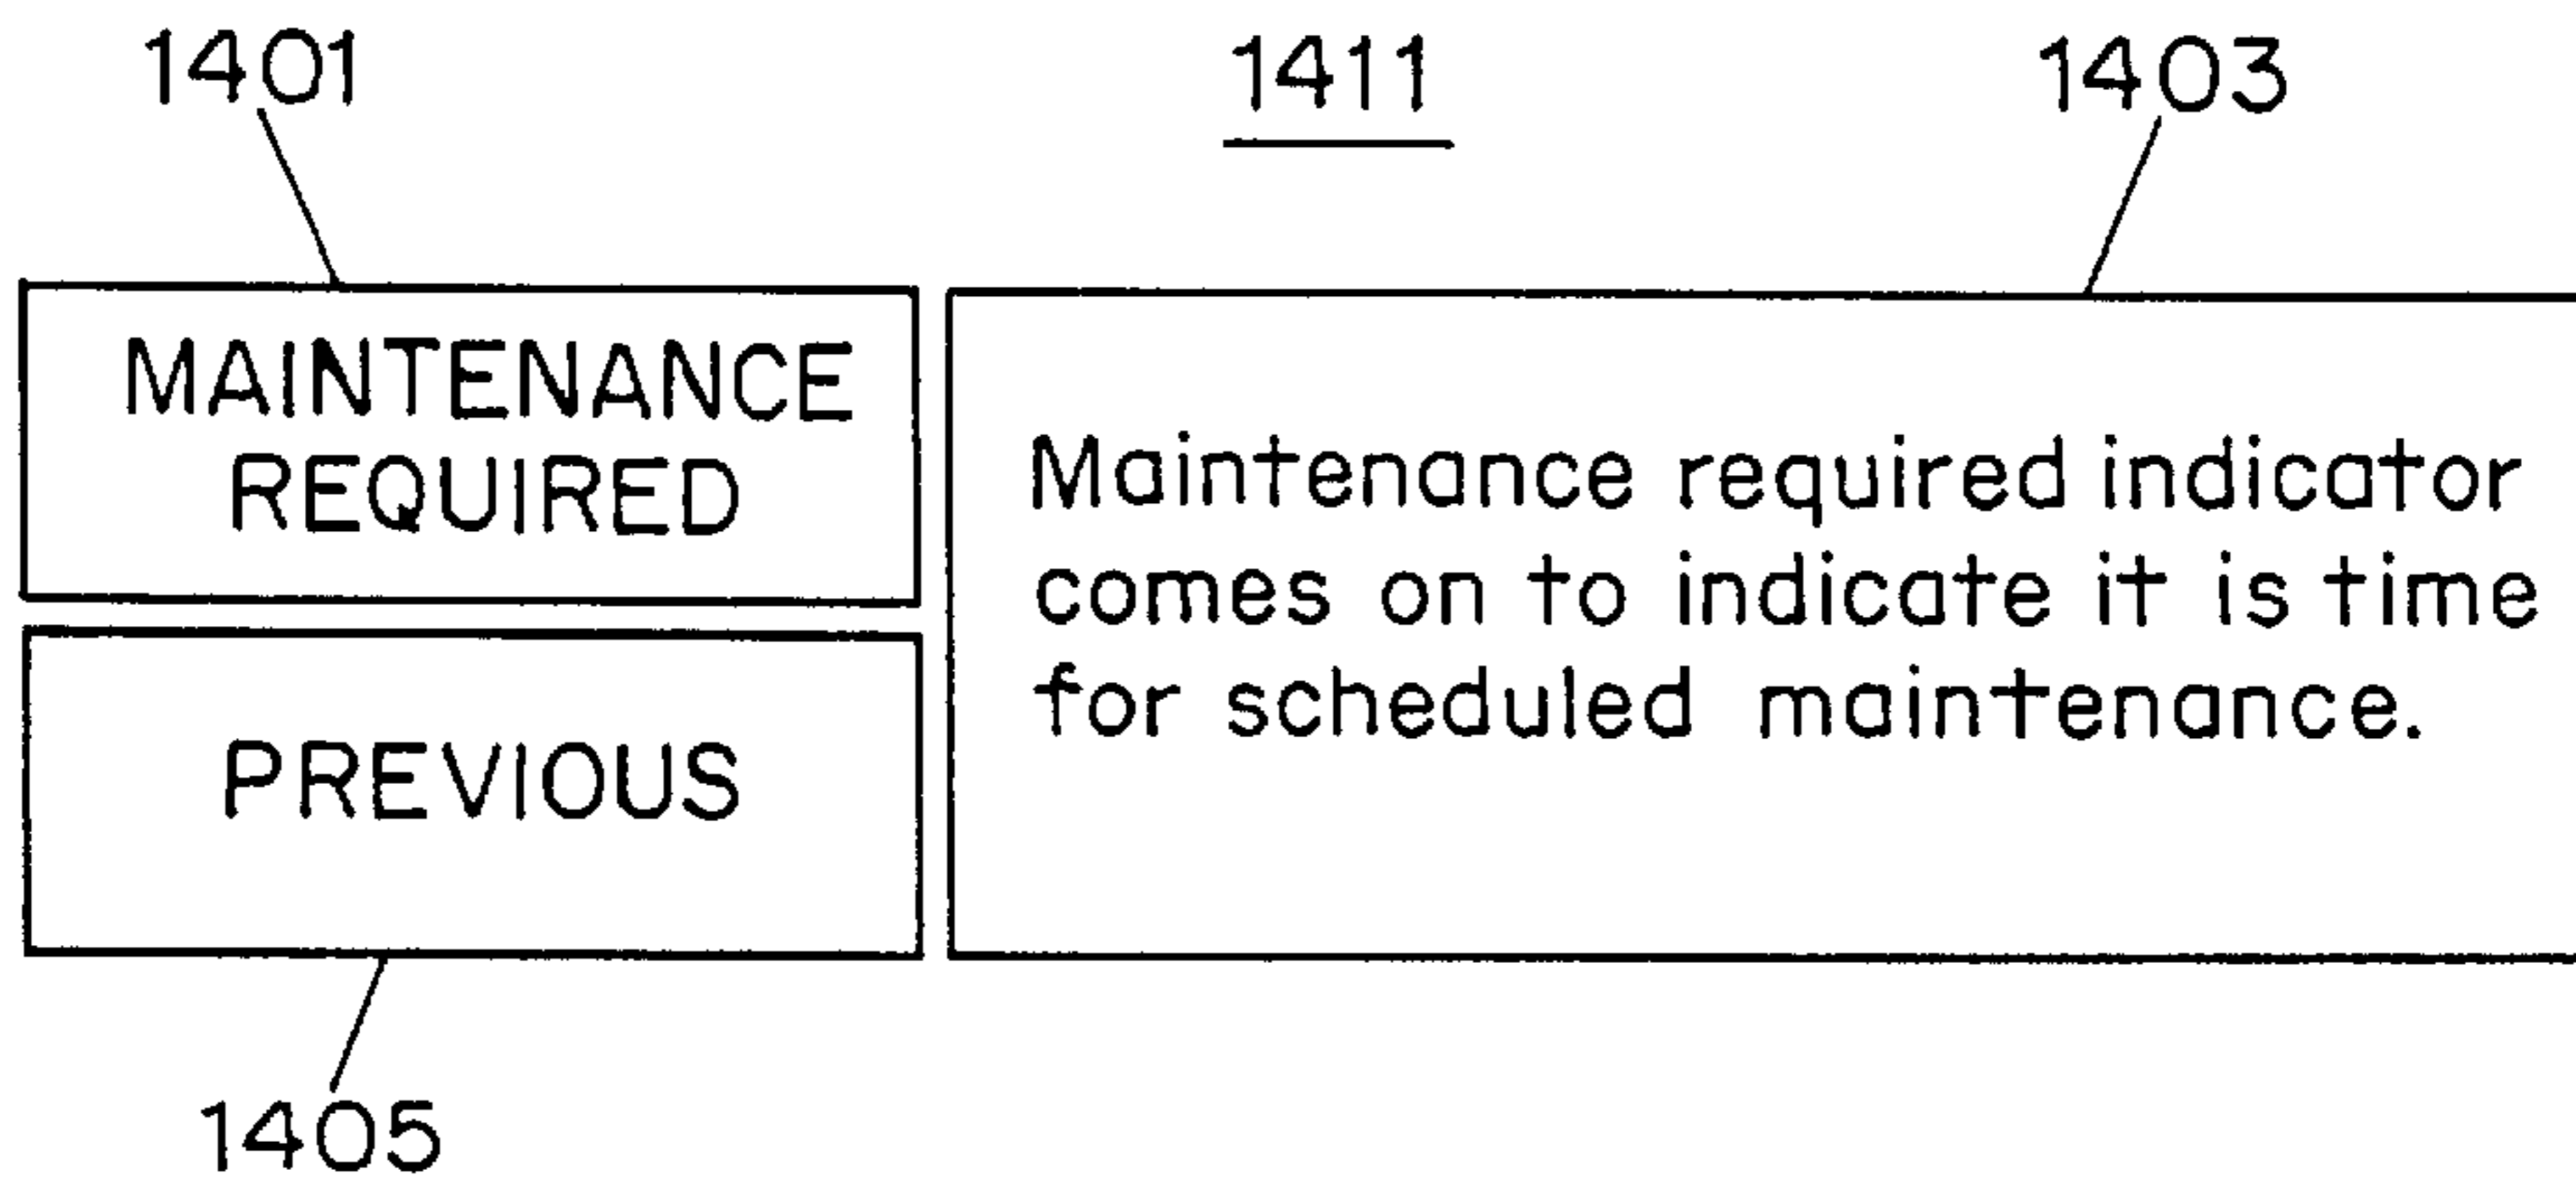 1401
1411
1403
MAINTENANCE
REQUIRED
Maintenance required indicator
comes on to indicate it is time
for scheduled maintenance.
PREVIOUS
1405